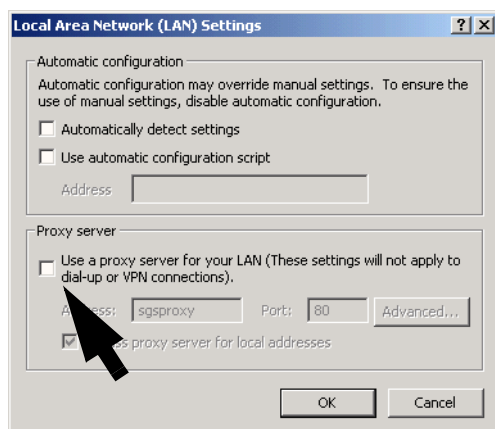 Local Area Network (LAN) Settings
Automatic configuration
Automatic configuration may override manual settings. To ensure the
use of manual settings, disable automatic configuration.
Automatically detect settings
Use automatic configuration script
Address
Proxy server
Use a proxy server for your LAN (These settings will not apply to
dial-up or VPN connections).
sgsproxy Port: 80 Advanced...
proxy server for local addresses
OK Cancel